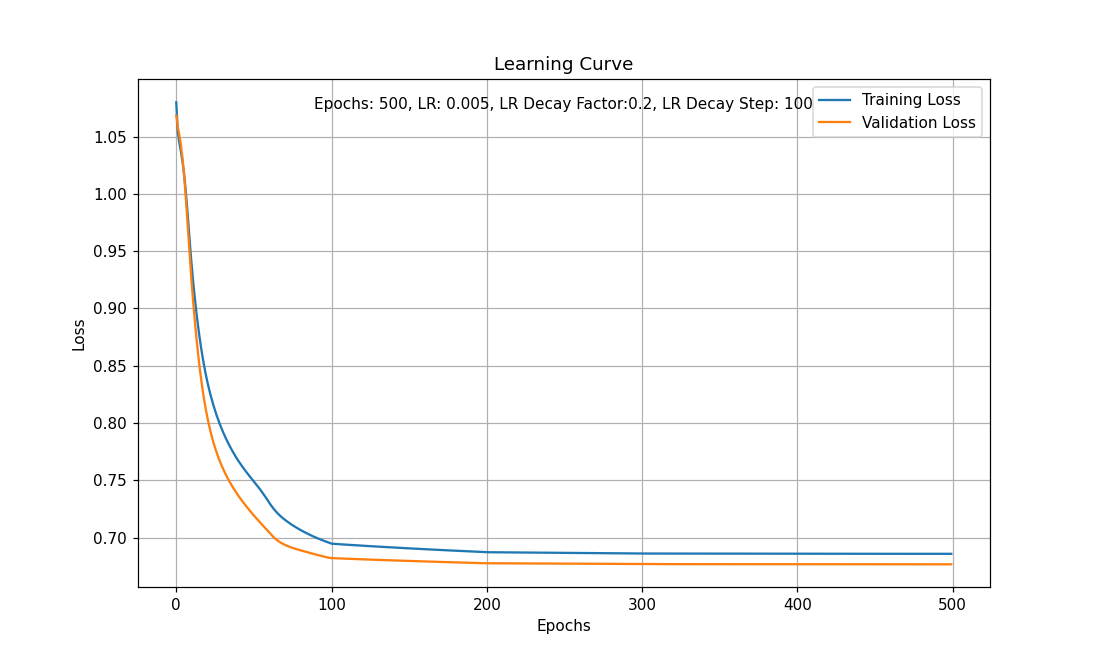 Learning Curve
Epochs: 500, LR: 0.005, LR Decay Factor:0.2, LR Decay Step: 100
Training Loss
Validation Loss
1.05
1.00
0.95
0.90
0.85
0.80
0.75
0.70
Loss
0 100 200 300 400 500
Epochs